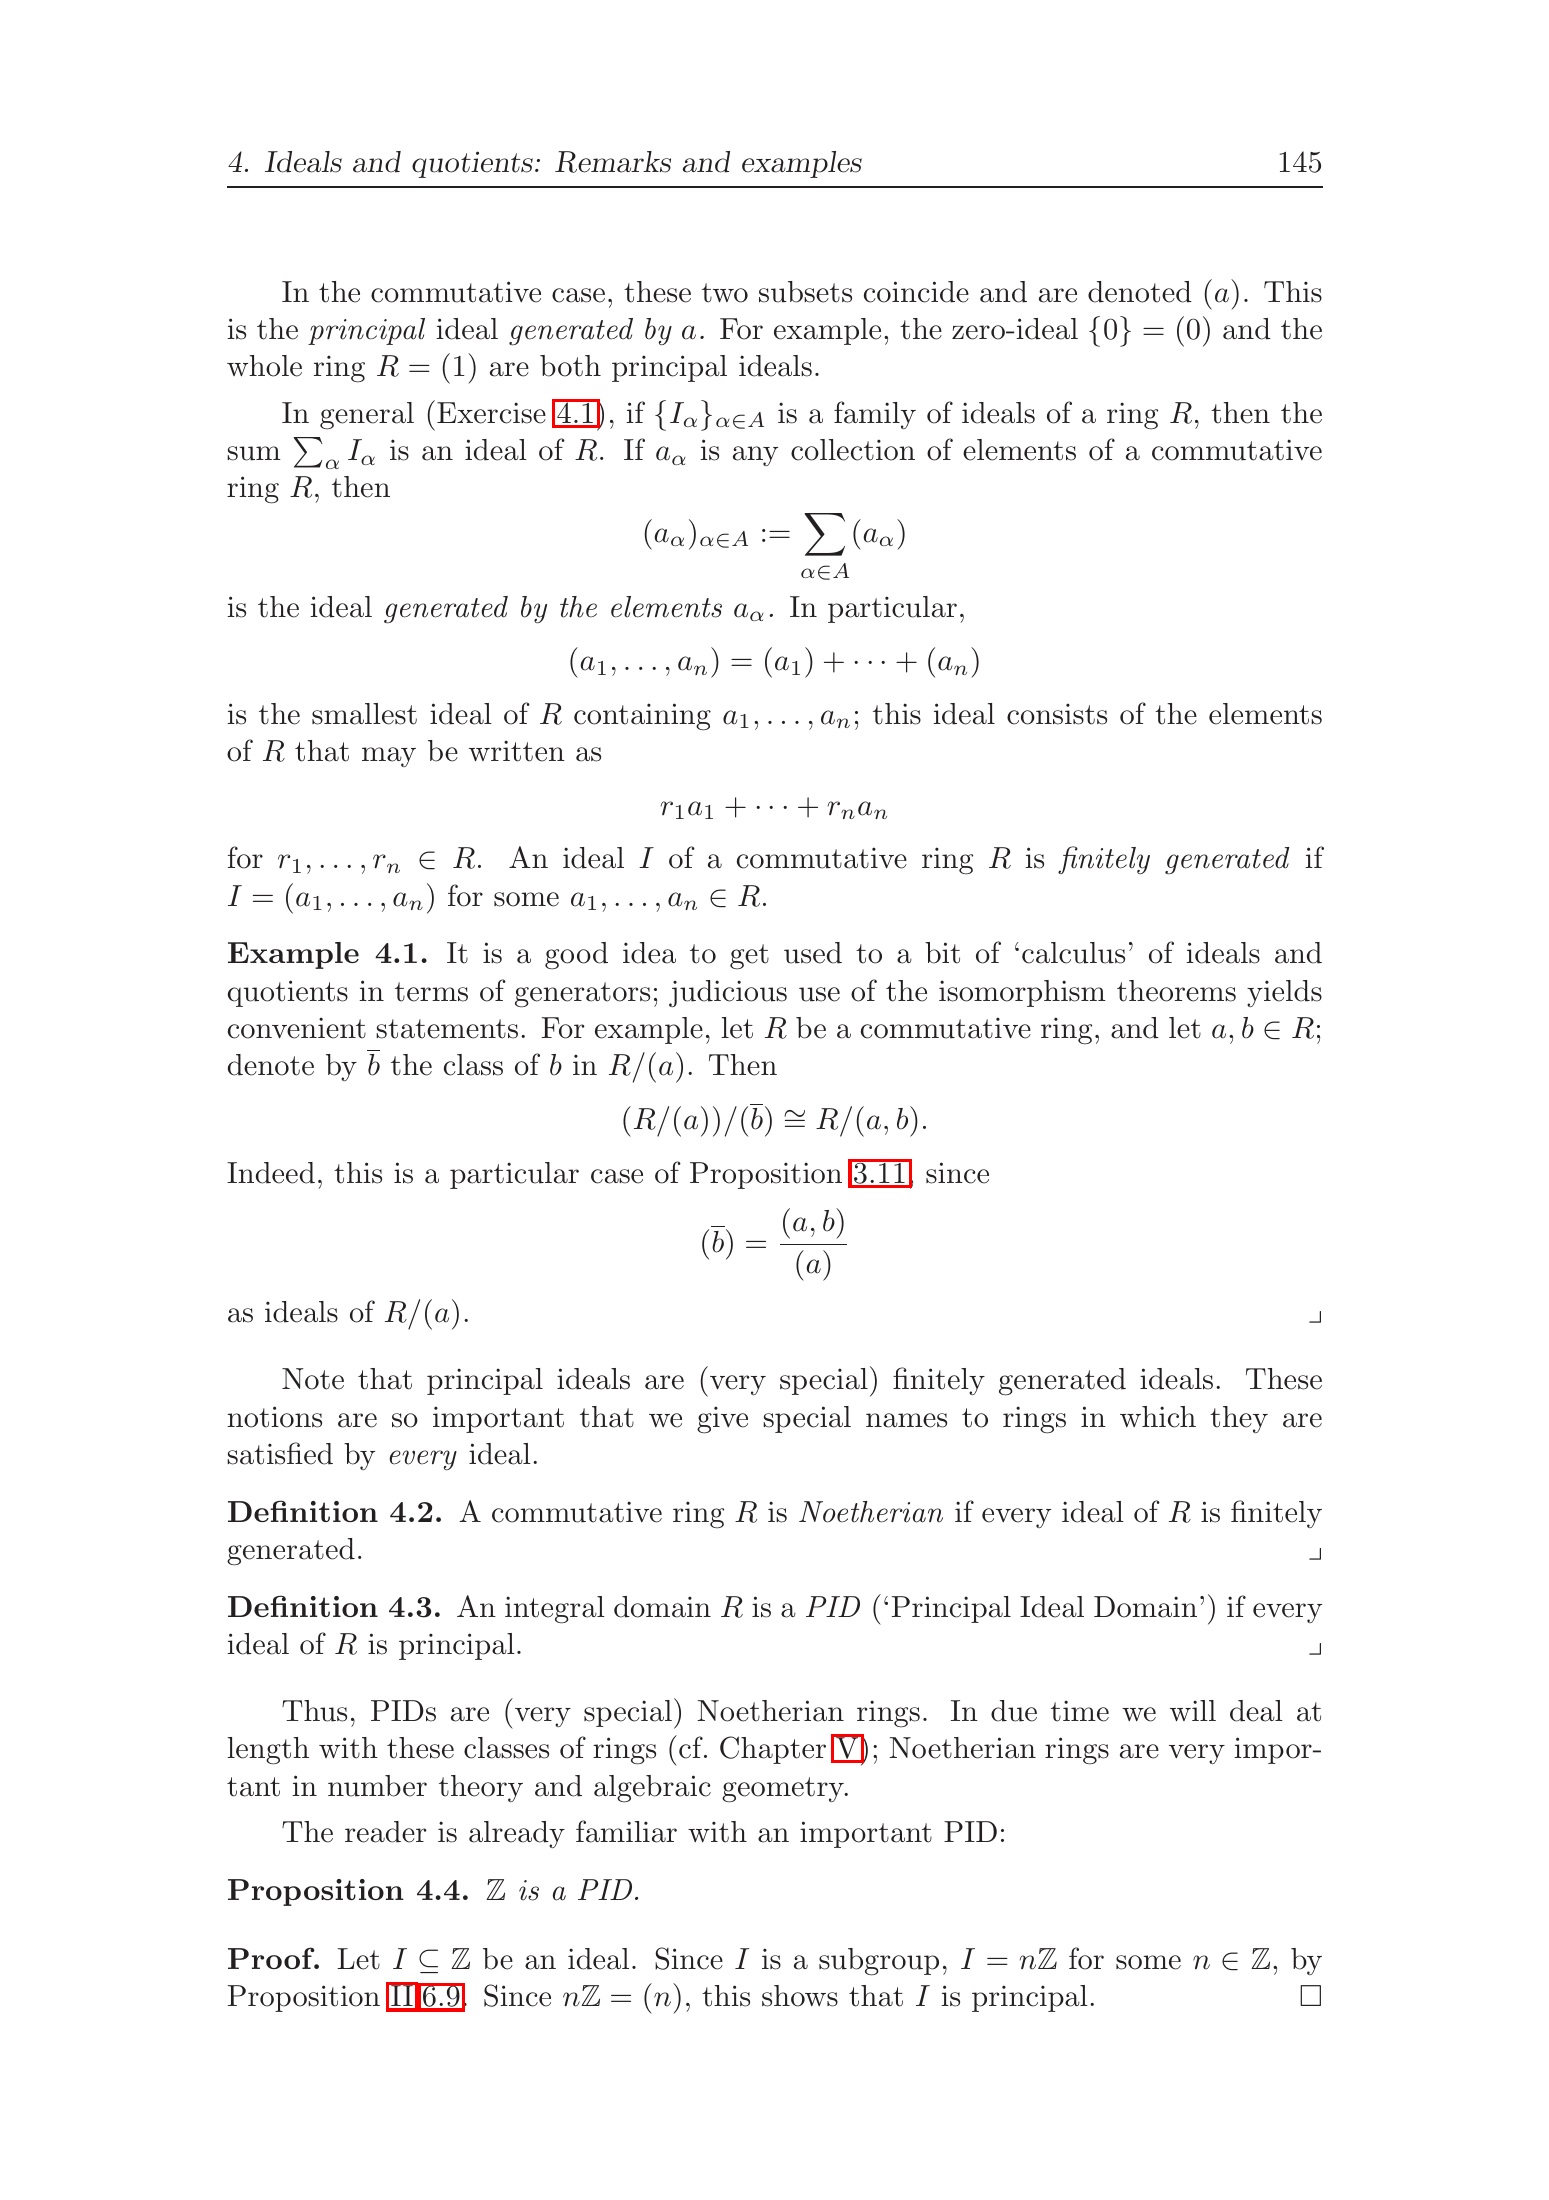 4. Ideals and quotients: Remarks and examples 145
In the commutative case, these two subsets coincide and are denoted (a). This
is the principal ideal generated by a. For example, the zero-ideal {0} = (0) and the
whole ring R = (1) are both principal ideals.
In general (Exercise 4.1), if {I_α}_{α∈A} is a family of ideals of a ring R, then the
sum ∑_α I_α is an ideal of R. If a_α is any collection of elements of a commutative
ring R, then
(a_α)_{α∈A} := ∑_{α∈A} (a_α)
is the ideal generated by the elements a_α. In particular,
(a_1, . . . , a_n) = (a_1) + · · · + (a_n)
is the smallest ideal of R containing a_1, . . . , a_n; this ideal consists of the elements
of R that may be written as
r_1a_1 + · · · + r_na_n
for r_1, . . . , r_n ∈ R. An ideal I of a commutative ring R is finitely generated if
I = (a_1, . . . , a_n) for some a_1, . . . , a_n ∈ R.
Example 4.1. It is a good idea to get used to a bit of ‘calculus’ of ideals and
quotients in terms of generators; judicious use of the isomorphism theorems yields
convenient statements. For example, let R be a commutative ring, and let a, b ∈ R;
denote by b̅ the class of b in R/(a). Then
(R/(a))/(b̅) ≅ R/(a, b).
Indeed, this is a particular case of Proposition 3.11, since
(b̅) = (a, b)/(a)
as ideals of R/(a). ⌟
Note that principal ideals are (very special) finitely generated ideals. These
notions are so important that we give special names to rings in which they are
satisfied by every ideal.
Definition 4.2. A commutative ring R is Noetherian if every ideal of R is finitely
generated. ⌟
Definition 4.3. An integral domain R is a PID (‘Principal Ideal Domain’) if every
ideal of R is principal. ⌟
Thus, PIDs are (very special) Noetherian rings. In due time we will deal at
length with these classes of rings (cf. Chapter V); Noetherian rings are very impor-
tant in number theory and algebraic geometry.
The reader is already familiar with an important PID:
Proposition 4.4. ℤ is a PID.
Proof. Let I ⊆ ℤ be an ideal. Since I is a subgroup, I = nℤ for some n ∈ ℤ, by
Proposition II.6.9. Since nℤ = (n), this shows that I is principal. □